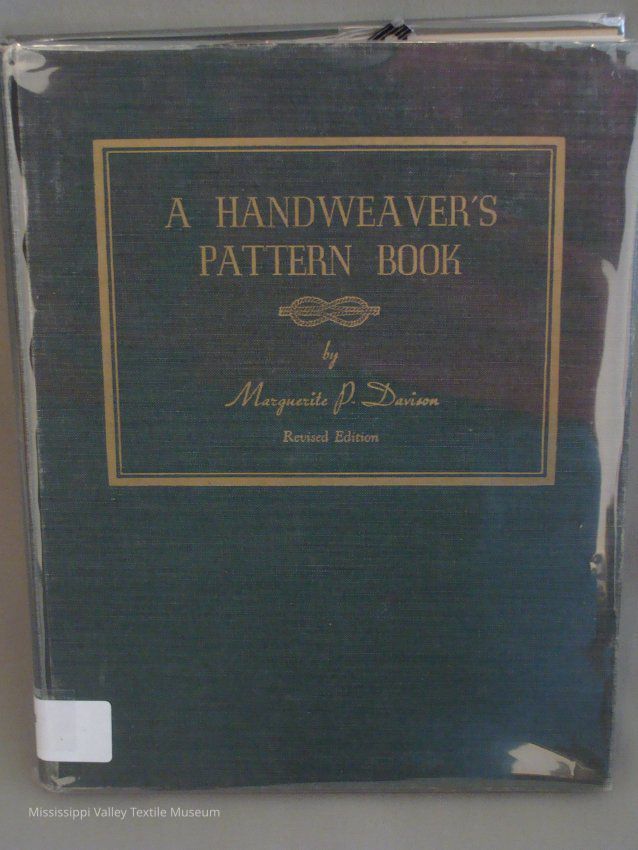 A HANDWEAVER'S
PATTERN BOOK
by
Marguerite P. Davison
Revised Edition
Mississippi Valley Textile Museum